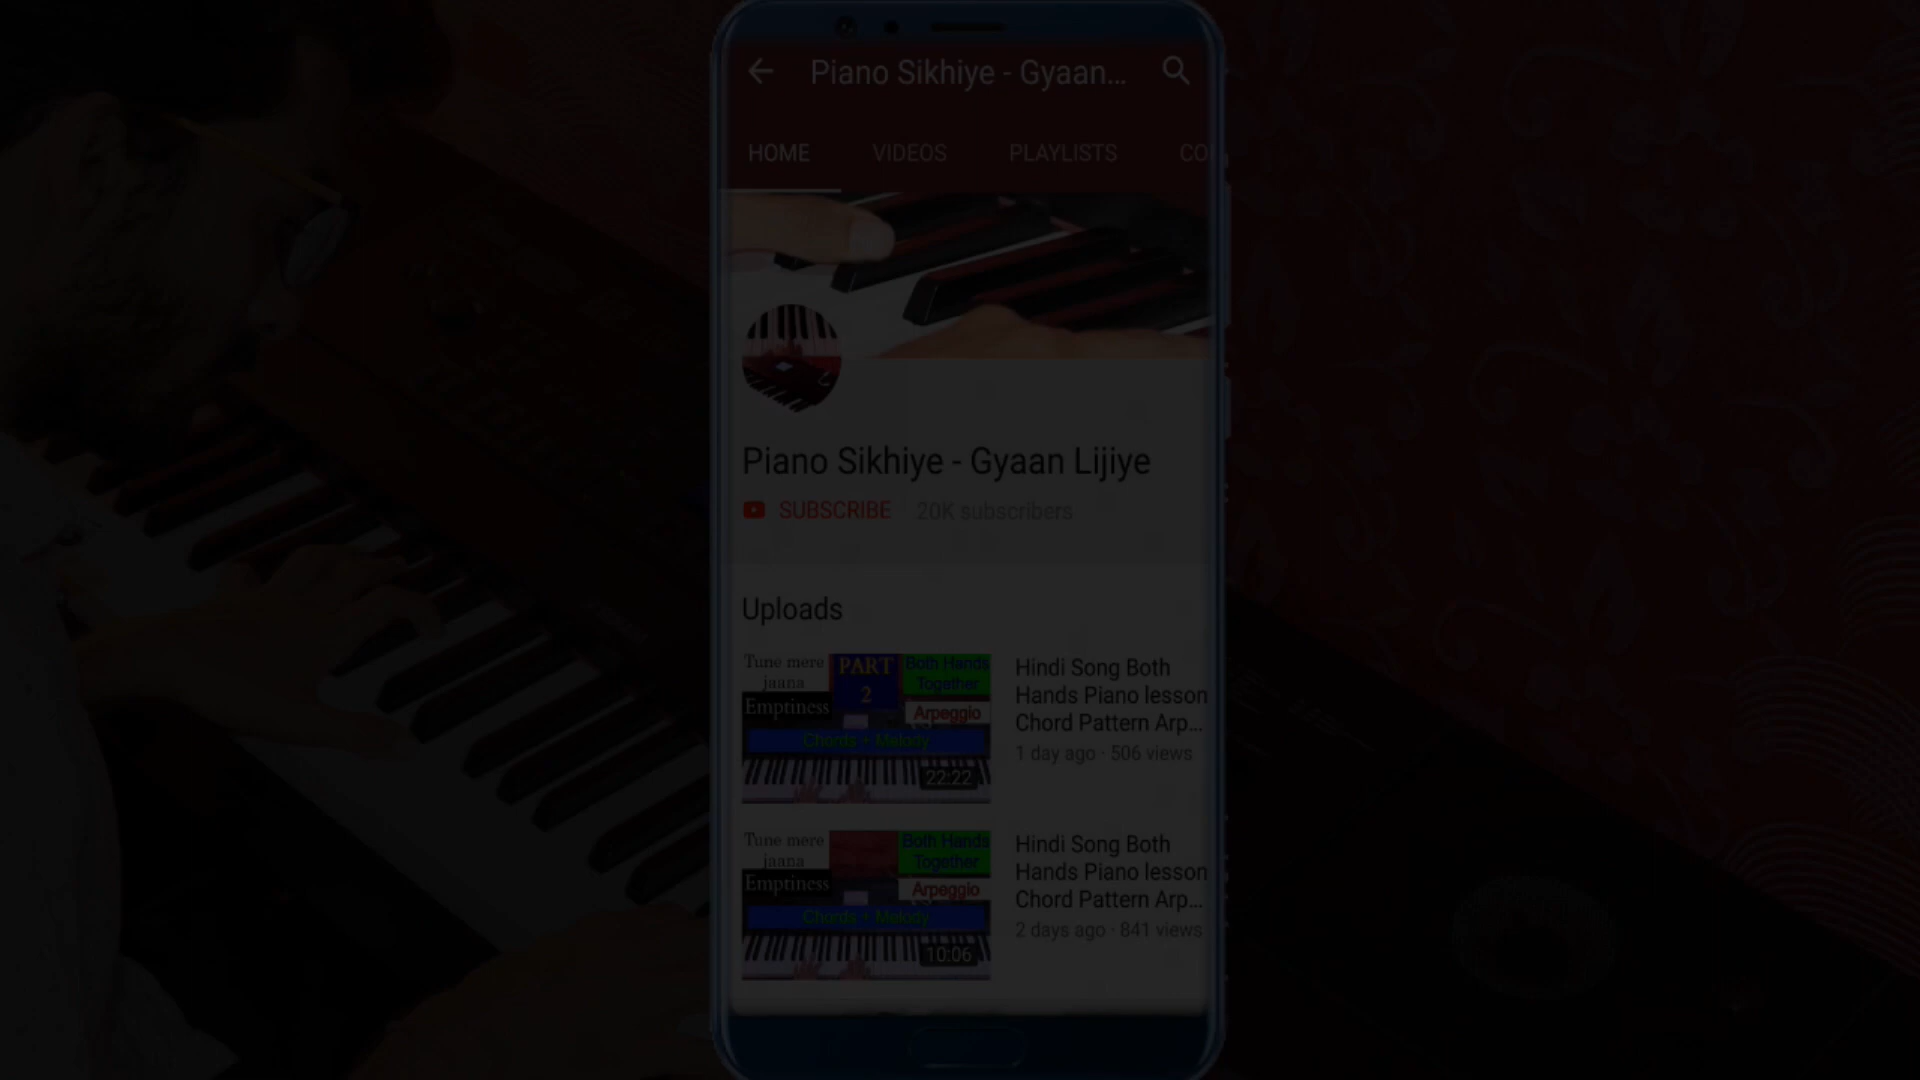 Piano Sikhiye - Gyaan...
HOME
VIDEOS
PLAYLISTS
CO
Piano Sikhiye - Gyaan Lijiye
SUBSCRIBE
20K subscribers
Uploads
Tune mere
jaana
Emptiness
PART
2
Both Hands
Together
Arpeggio
Chords + Melody
22:22
Hindi Song Both
Hands Piano lesson
Chord Pattern Arp...
1 day ago · 506 views
Tune mere
jaana
Emptiness
Both Hands
Together
Arpeggio
Chords + Melody
10:06
Hindi Song Both
Hands Piano lesson
Chord Pattern Arp...
2 days ago · 841 views